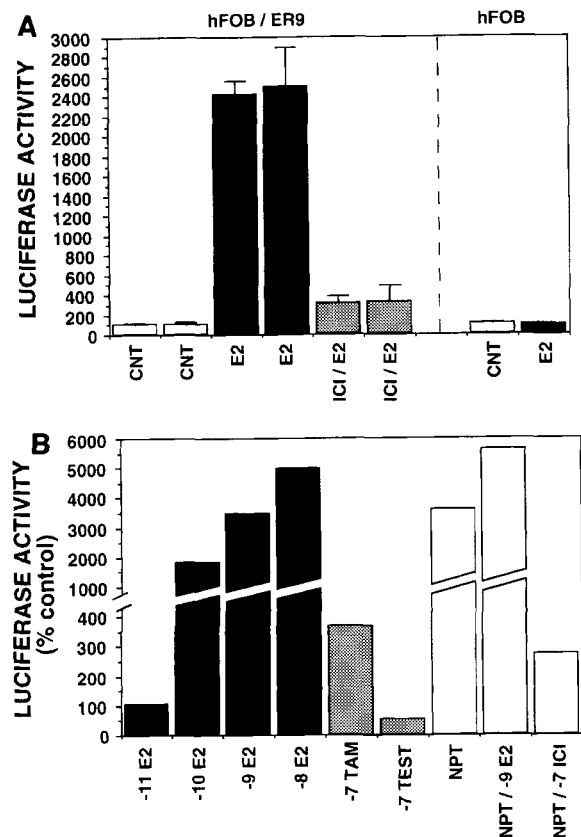 A
hFOB / ER9
hFOB
LUCIFERASE ACTIVITY
3000
2800
2600
2400
2200
2000
1800
1600
1400
1200
1000
800
600
400
200
0
CNT
CNT
E2
E2
ICI / E2
ICI / E2
CNT
E2
B
LUCIFERASE ACTIVITY
(% control)
6000
5000
4000
3000
2000
1000
400
300
200
100
0
-11 E2
-10 E2
-9 E2
-8 E2
-7 TAM
-7 TEST
NPT
NPT / -9 E2
NPT / -7 ICI